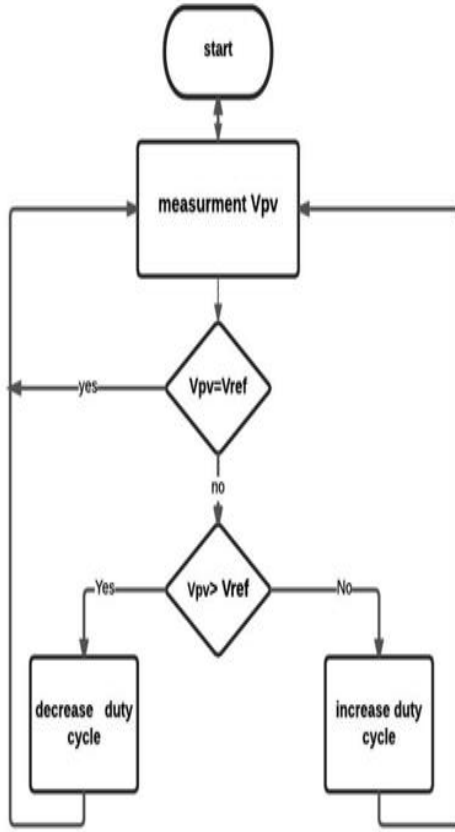 start
measurment Vpv
Vpv=Vref
yes
no
Vpv> Vref
Yes
No
decrease duty
cycle
increase duty
cycle